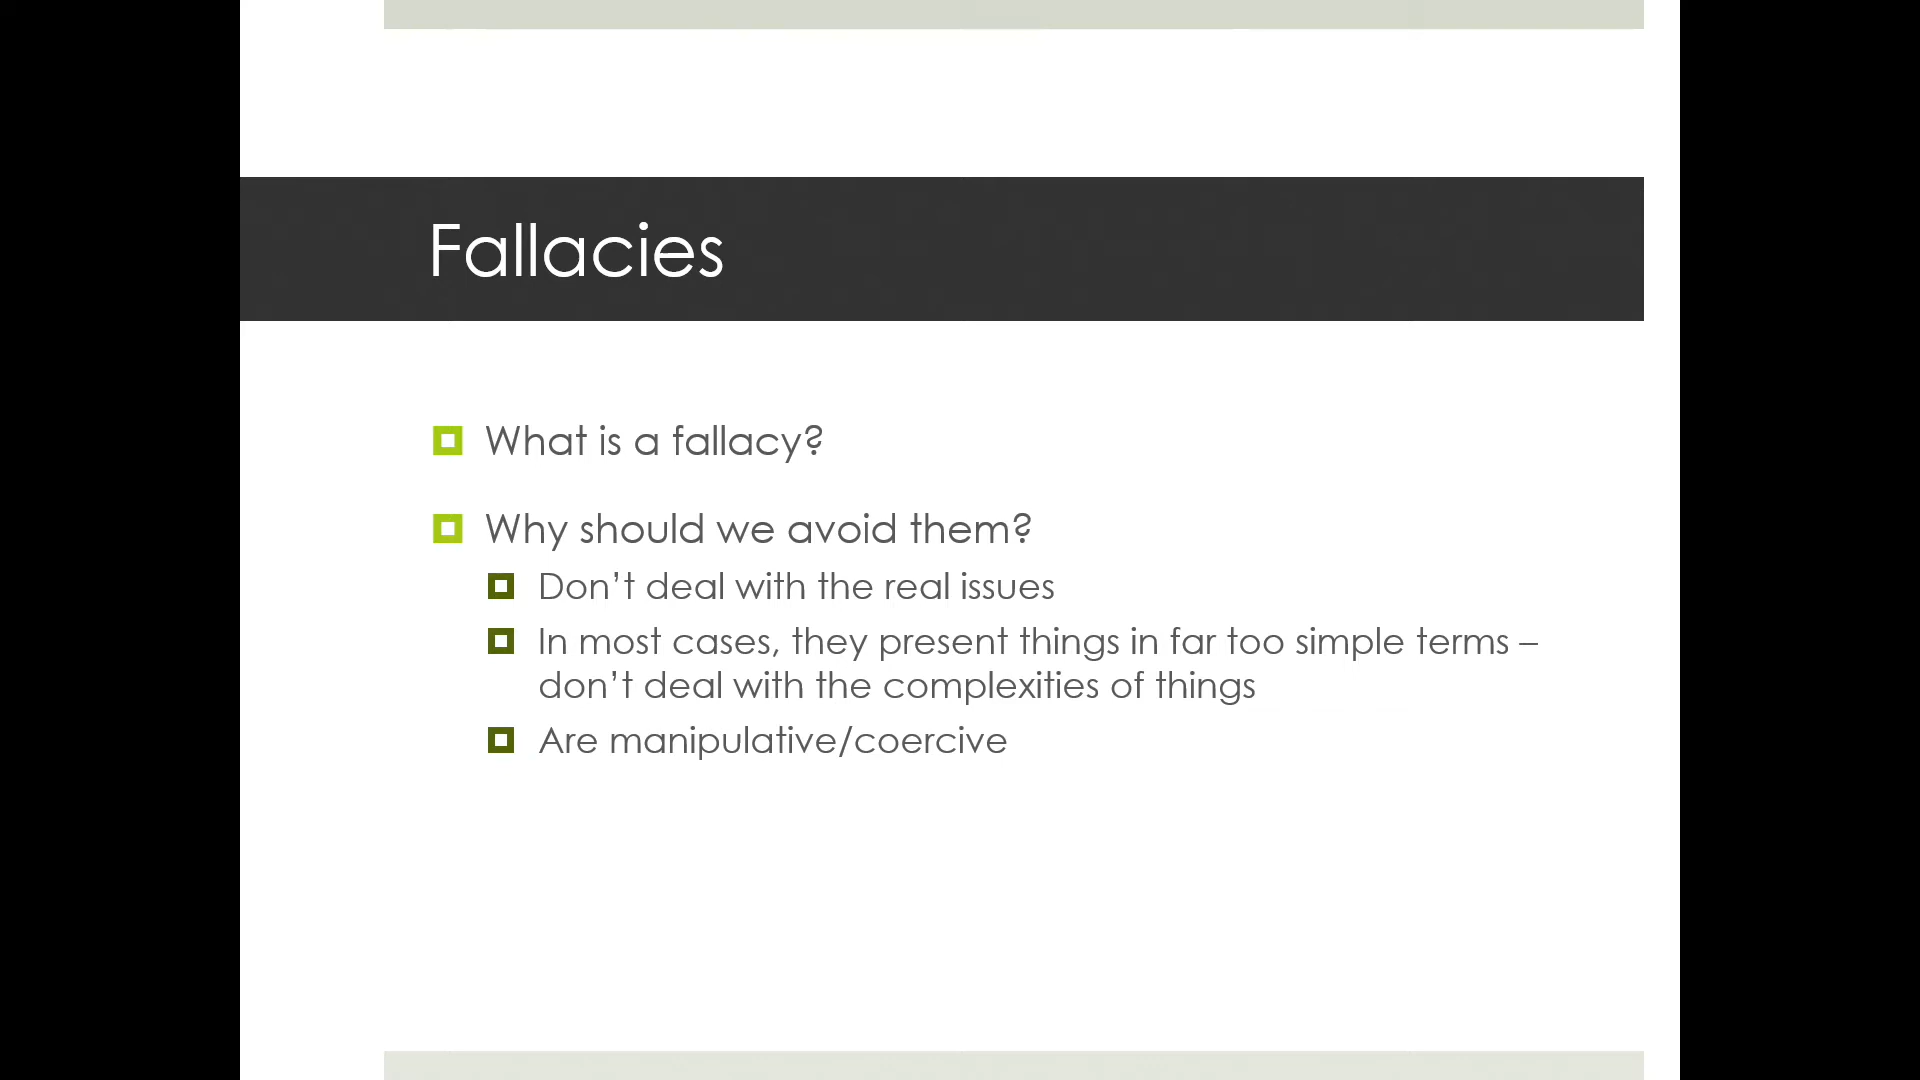 Fallacies
What is a fallacy?
Why should we avoid them?
Don’t deal with the real issues
In most cases, they present things in far too simple terms –
don’t deal with the complexities of things
Are manipulative/coercive